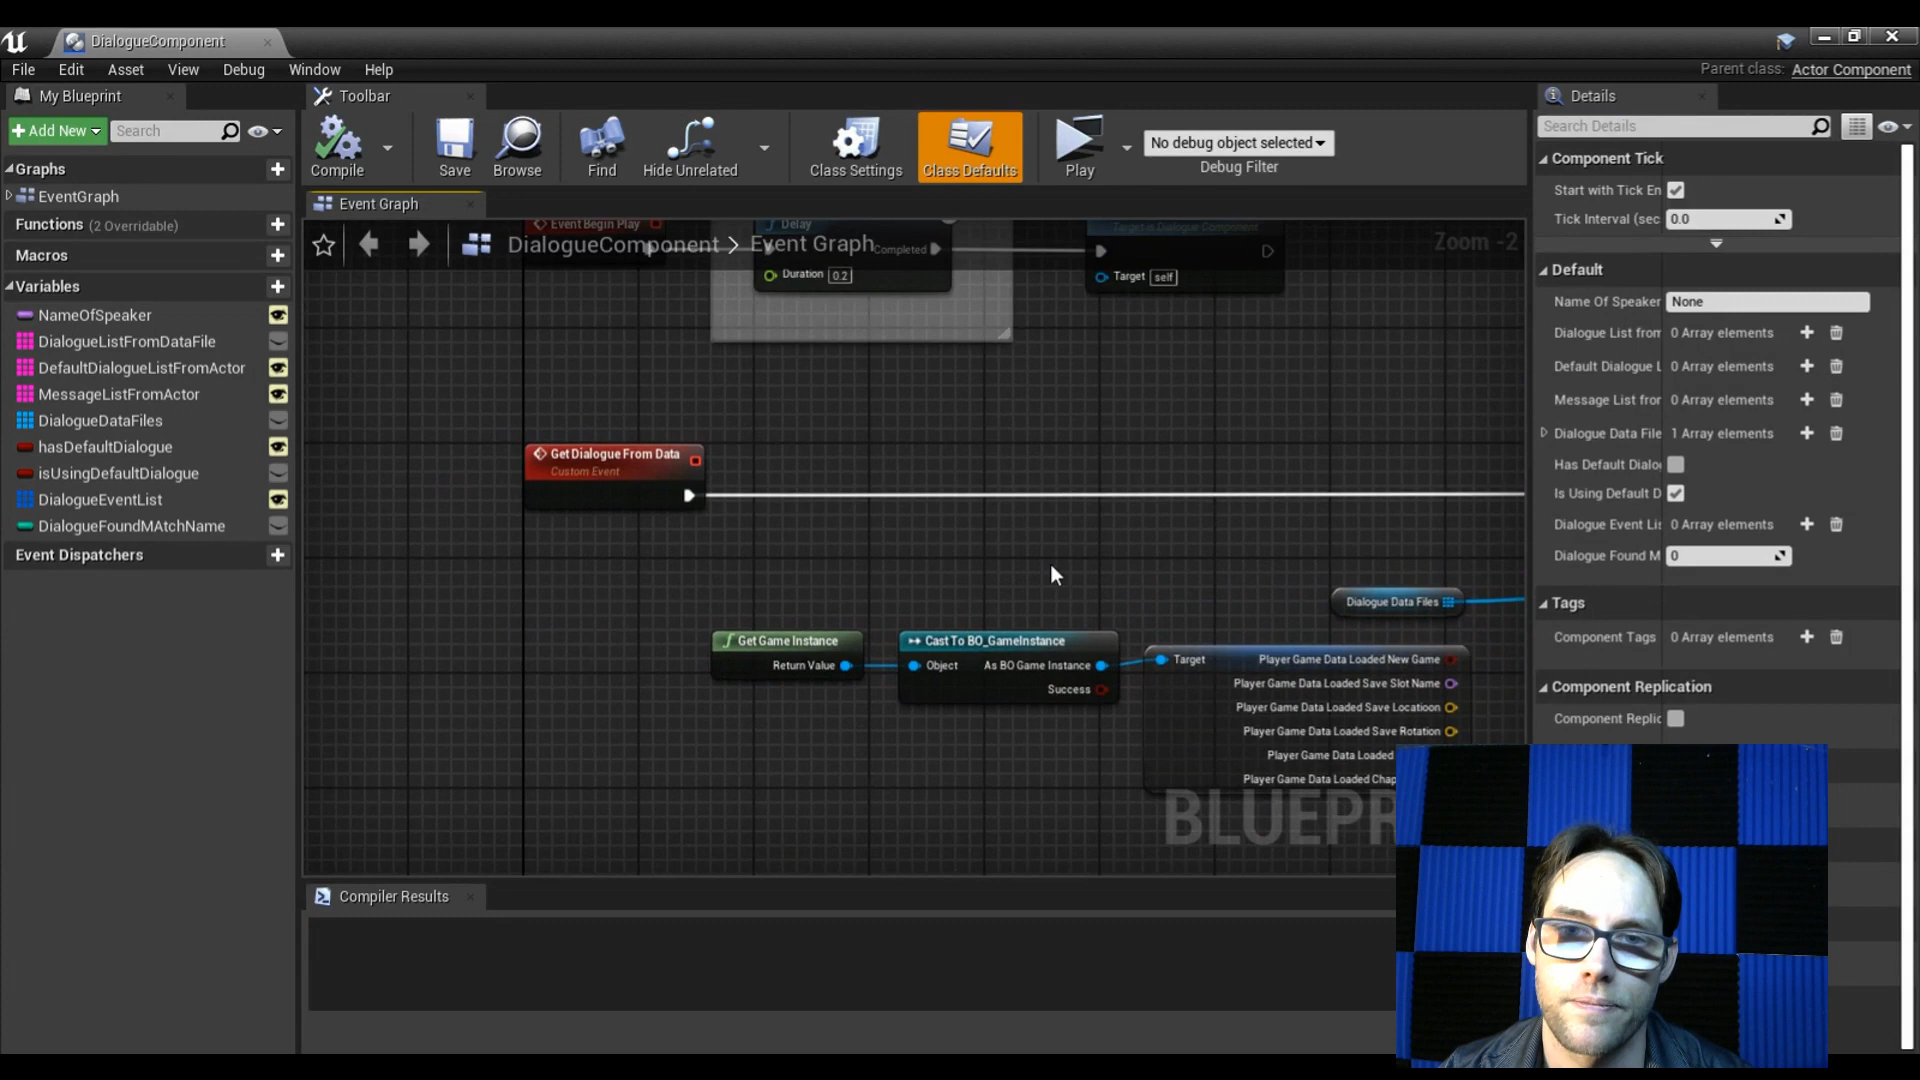 DialogueComponent
File Edit Asset View Debug Window Help
Parent class: Actor Component
My Blueprint
Add New
Search
Graphs
EventGraph
Functions (2 Overridable)
Macros
Variables
NameOfSpeaker
DialogueListFromDataFile
DefaultDialogueListFromActor
MessageListFromActor
DialogueDataFiles
hasDefaultDialogue
isUsingDefaultDialogue
DialogueEventList
DialogueFoundMAtchName
Event Dispatchers
Toolbar
Compile
Save
Browse
Find
Hide Unrelated
Class Settings
Class Defaults
Play
No debug object selected
Debug Filter
Event Graph
DialogueComponent > Event Graph
Zoom -2
Event Begin Play
Delay
Completed
Duration 0.2
Target is Dialogue Component
Target self
Get Dialogue From Data
Custom Event
Dialogue Data Files
Get Game Instance
Return Value
Cast To BO_GameInstance
Object As BO Game Instance
Success
Target Player Game Data Loaded New Game
Player Game Data Loaded Save Slot Name
Player Game Data Loaded Save Locatioon
Player Game Data Loaded Save Rotation
Player Game Data Loaded
Player Game Data Loaded Chap
BLUEPR
Compiler Results
Details
Search Details
Component Tick
Start with Tick En
Tick Interval (sec 0.0
Default
Name Of Speaker None
Dialogue List from 0 Array elements
Default Dialogue L 0 Array elements
Message List fror 0 Array elements
Dialogue Data File 1 Array elements
Has Default Dialo
Is Using Default D
Dialogue Event Lis 0 Array elements
Dialogue Found M 0
Tags
Component Tags 0 Array elements
Component Replication
Component Replic